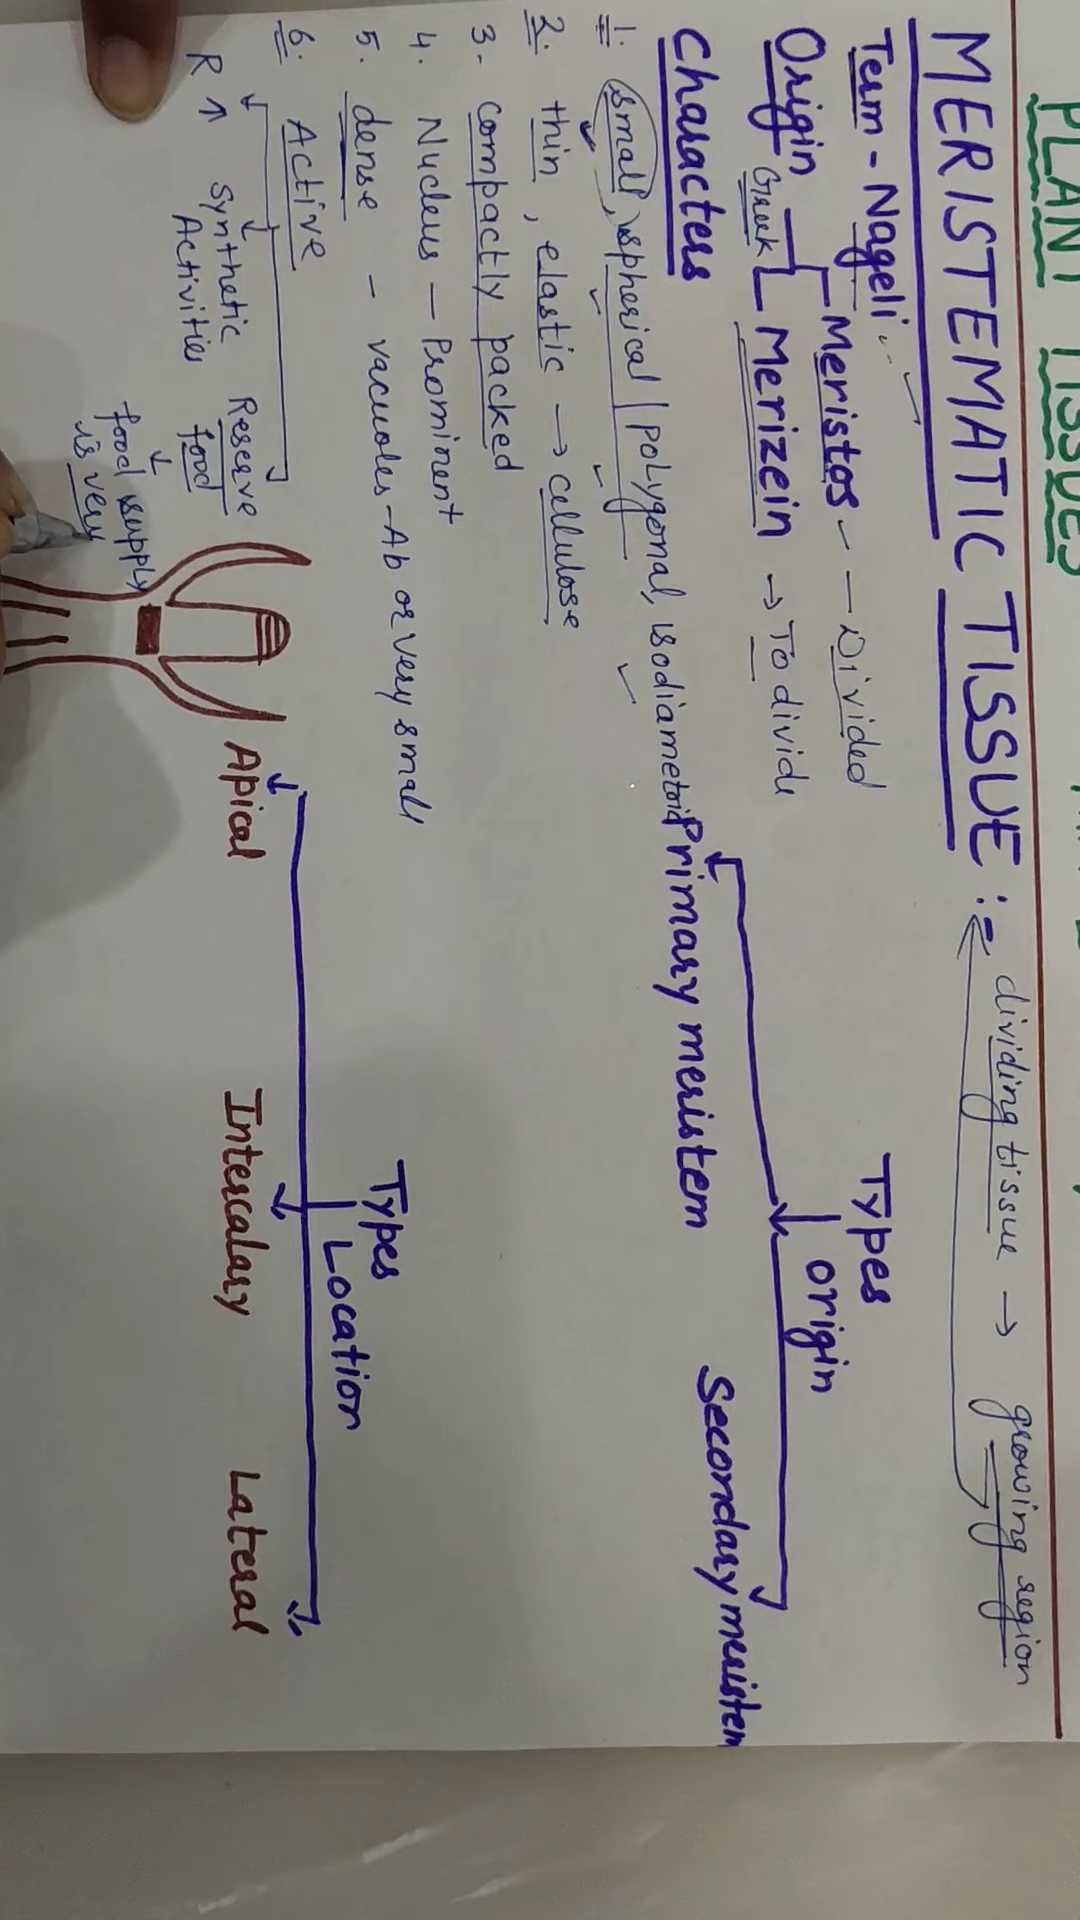 PLANT TISSUES
MERISTEMATIC TISSUE :- dividing tissue → growing region
Term - Nageli
Origin Meristos - Divided
Greek Merizein → To divide
Characters
1. small, spherical / polygonal, isodiametric
2. thin, elastic → cellulose
3. compactly packed
4. Nucleus - Prominent
5. dense - vacuoles - Ab or very small
6. Active
R ↑ Synthetic Activities Reserve food
food supply
is very
Types
origin
Primary meristem Secondary meristem
Types
Location
Apical Intercalary Lateral